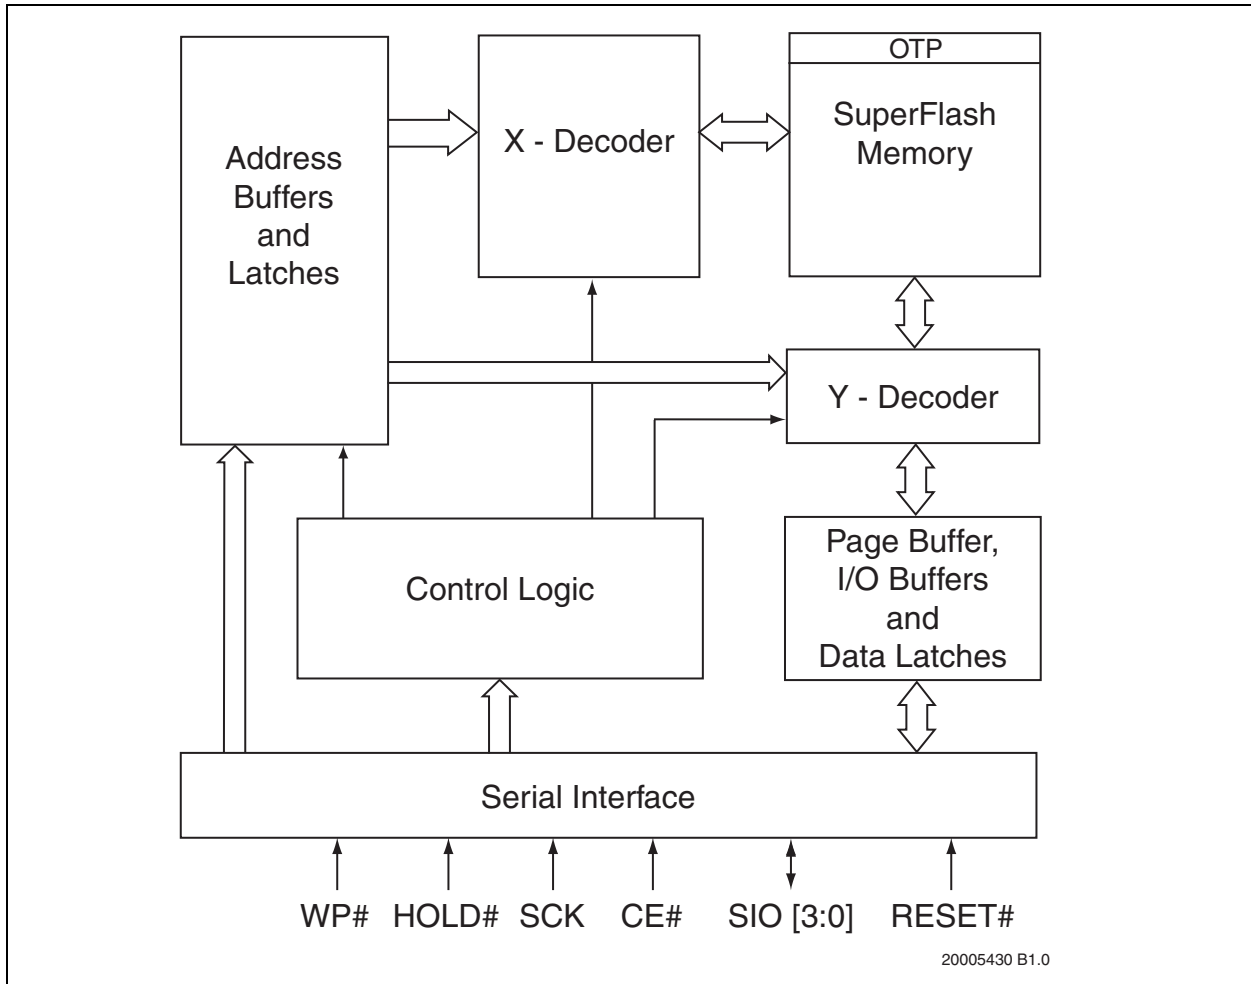 OTP
SuperFlash
Memory
X - Decoder
Address
Buffers
and
Latches
Y - Decoder
Page Buffer,
I/O Buffers
and
Data Latches
Control Logic
Serial Interface
WP# HOLD# SCK CE# SIO [3:0] RESET#
20005430 B1.0